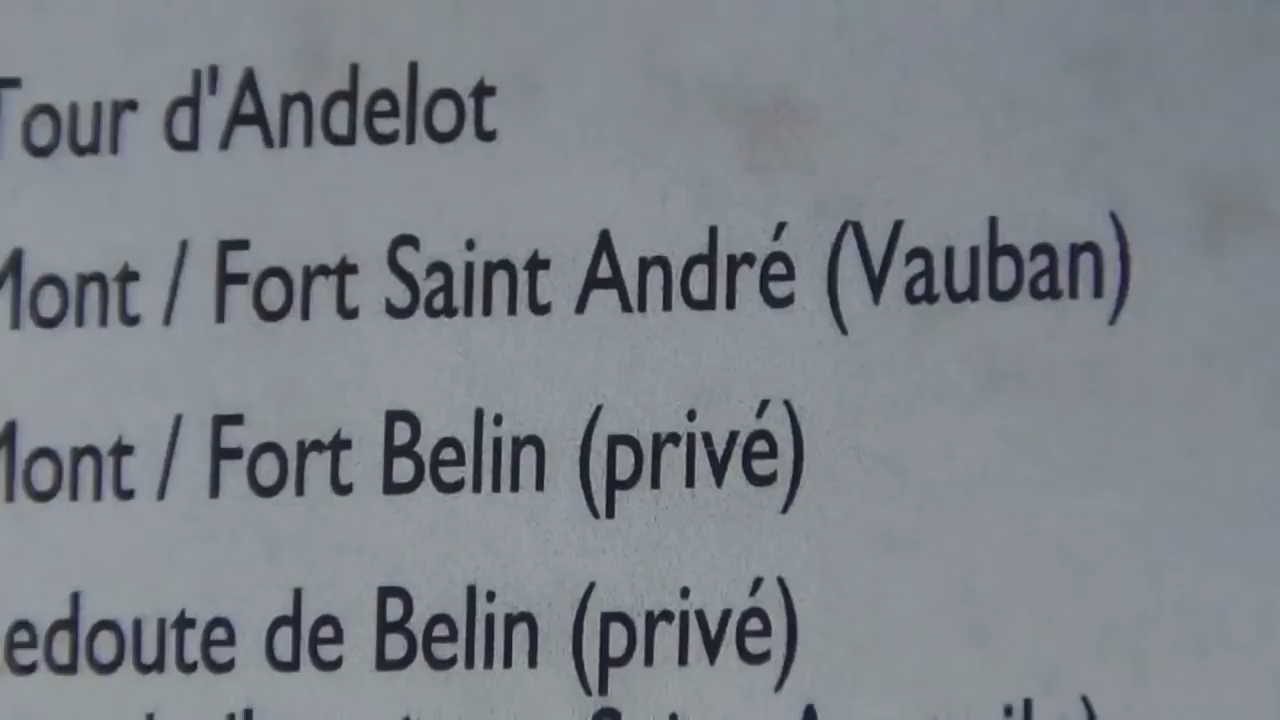 Tour d'Andelot
Mont / Fort Saint André (Vauban)
Mont / Fort Belin (privé)
edoute de Belin (privé)